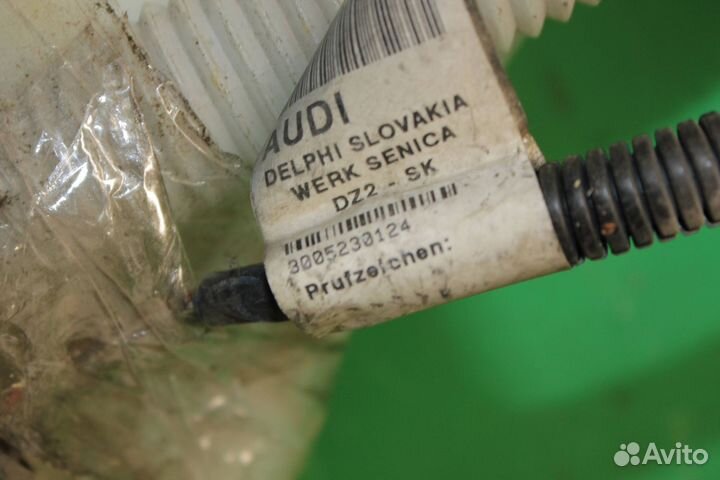 AUDI
DELPHI SLOVAKIA
WERK SENICA
DZ2 - SK
3005230124
Prufzeichen:
Avito